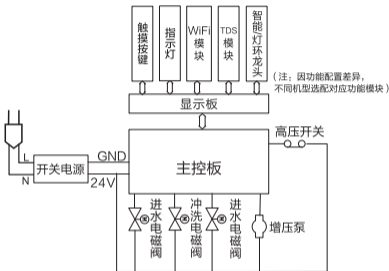 触摸按键
指示灯
WiFi模块
TDS模块
智能灯环龙头
(注：因功能配置差异，
不同机型选配对应功能模块)
显示板
高压开关
L
N
开关电源
GND
24V
主控板
进水电磁阀
冲洗电磁阀
进水电磁阀
增压泵